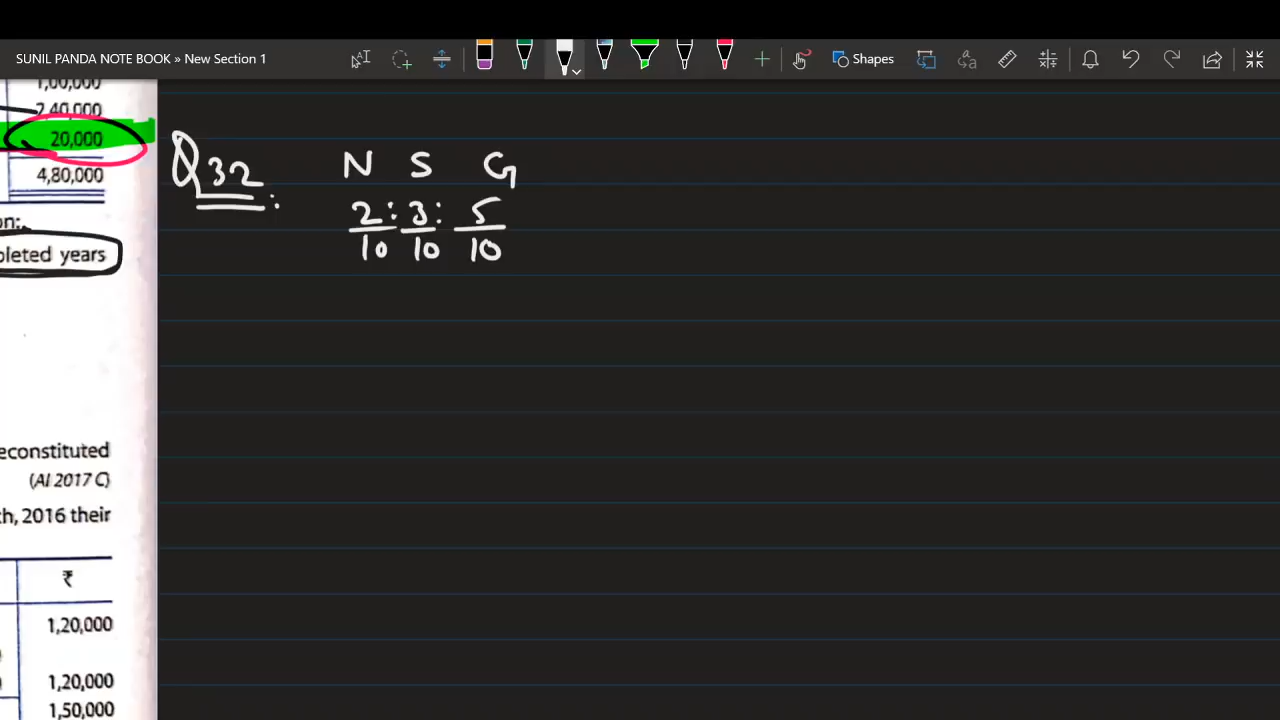 SUNIL PANDA NOTE BOOK » New Section 1
Shapes
1,00,000
2,40,000
20,000
4,80,000
on:
pleted years
Q32 : N S G
2 : 3 : 5
10 10 10
econstituted
(AI 2017 C)
th, 2016 their
₹
1,20,000
1,20,000
1,50,000